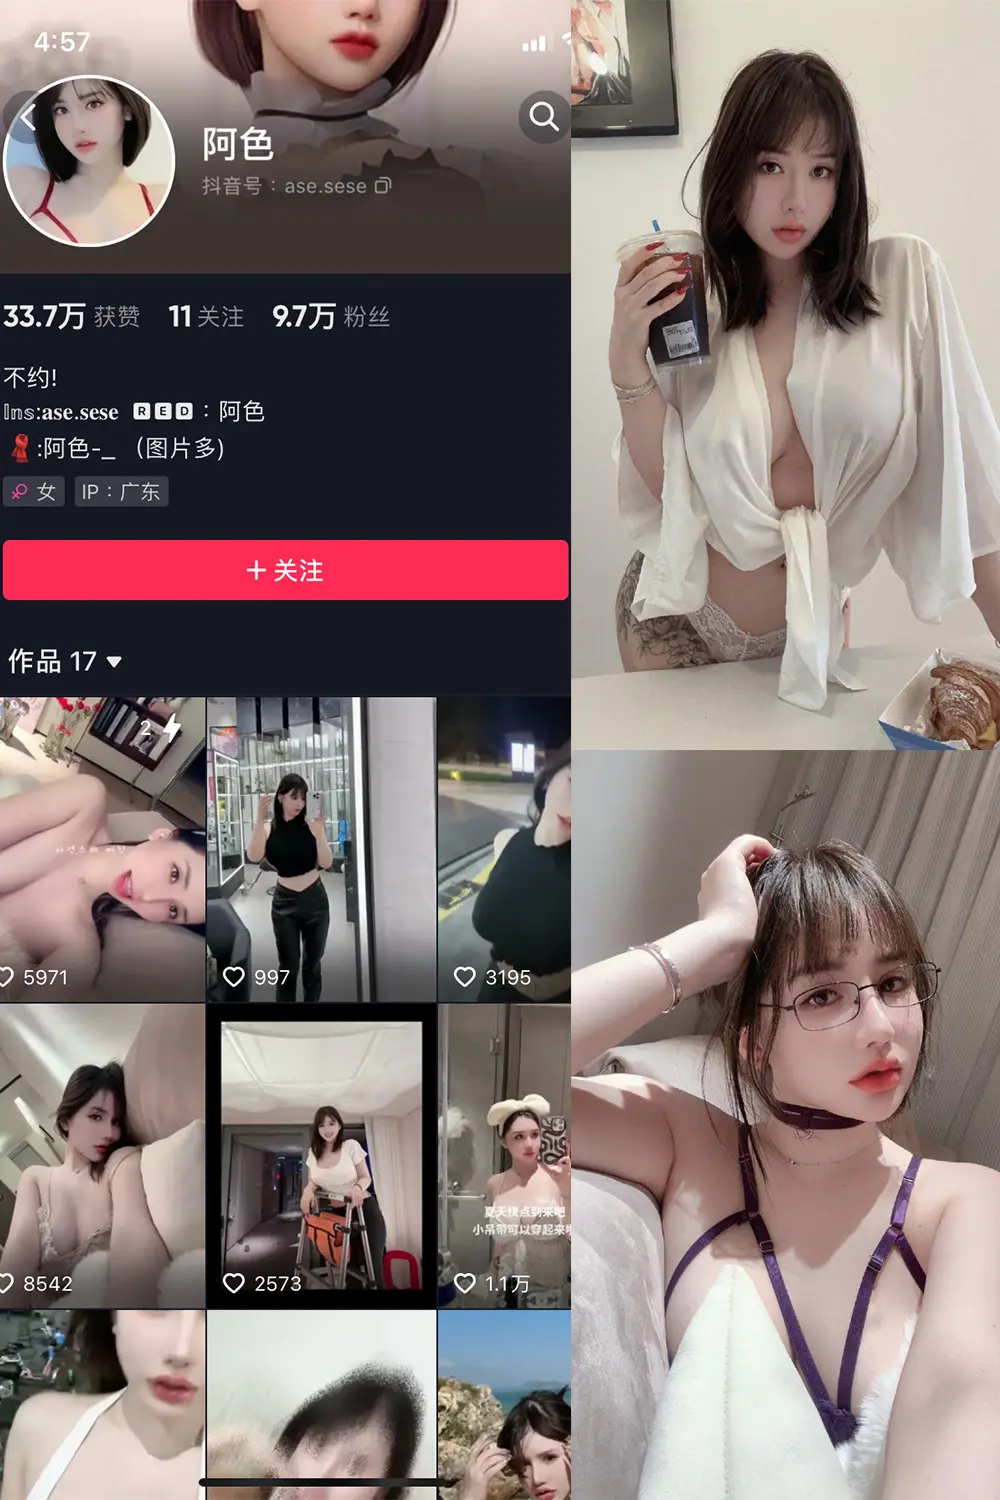 4:57
阿色
抖音号：ase.sese
33.7万 获赞 11 关注 9.7万 粉丝
不约!
𝕀ns:𝐚𝐬𝐞.𝐬𝐞𝐬𝐞 🆁🅴🅳：阿色
:阿色-_ （图片多)
女 IP：广东
+ 关注
作品 17
2
5971
997
3195
8542
2573
夏天快点到来吧
小吊带可以穿起来
1.1万